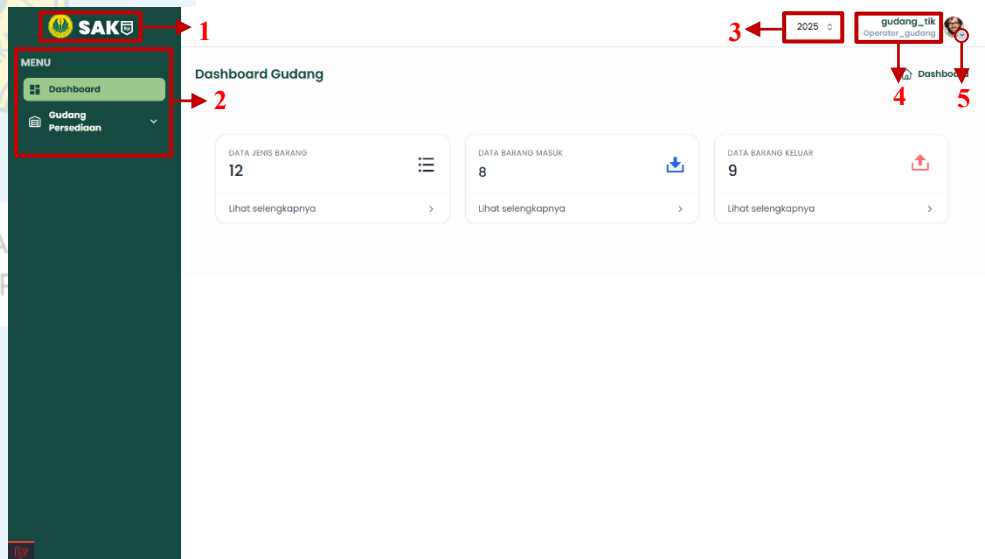 SAK
1
3
2025
gudang_tik
Operator_gudang
MENU
Dashboard
Gudang
Persediaan
2
Dashboard Gudang
Dashboard
4
5
DATA JENIS BARANG
12
Lihat selengkapnya
DATA BARANG MASUK
8
Lihat selengkapnya
DATA BARANG KELUAR
9
Lihat selengkapnya